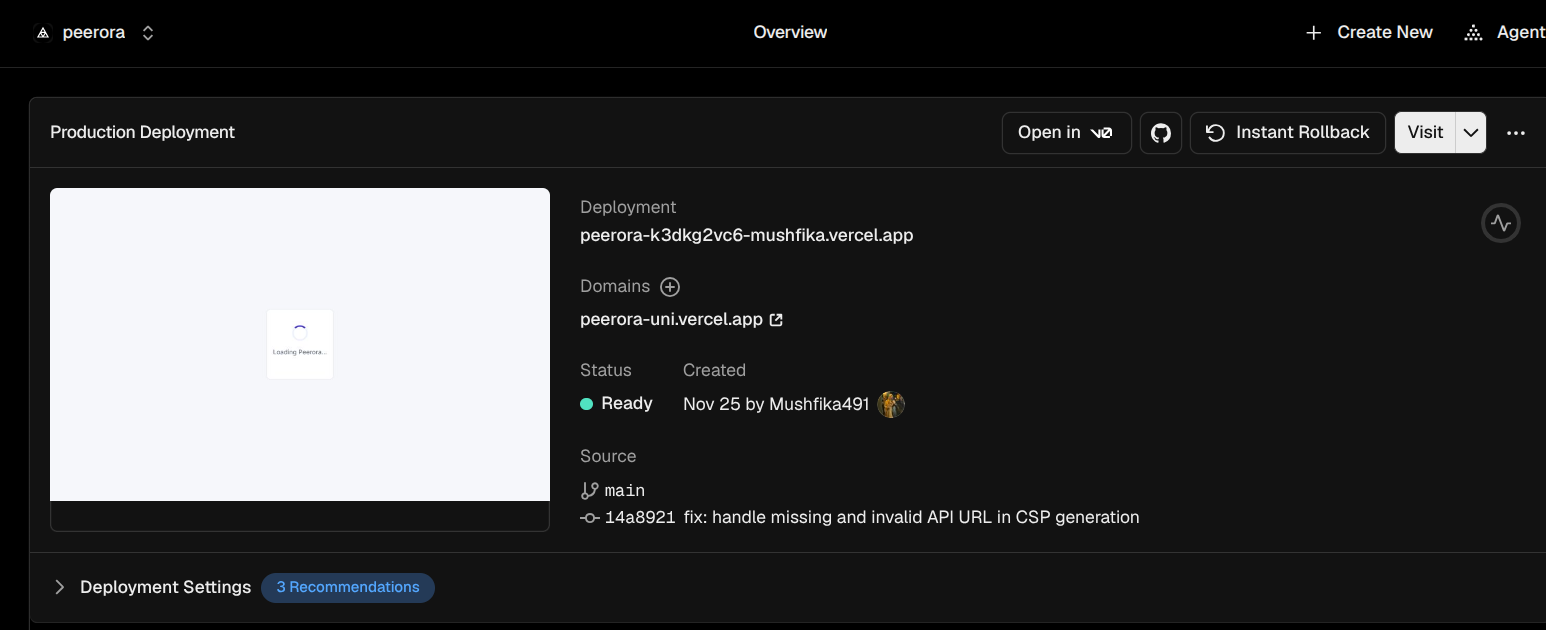 peerora
Overview
Create New
Agent
Production Deployment
Open in v0
Instant Rollback
Visit
Deployment
peerora-k3dkg2vc6-mushfika.vercel.app
Domains
peerora-uni.vercel.app
Status
Created
Ready
Nov 25 by Mushfika491
Loading Peerora...
Source
main
14a8921 fix: handle missing and invalid API URL in CSP generation
Deployment Settings
3 Recommendations